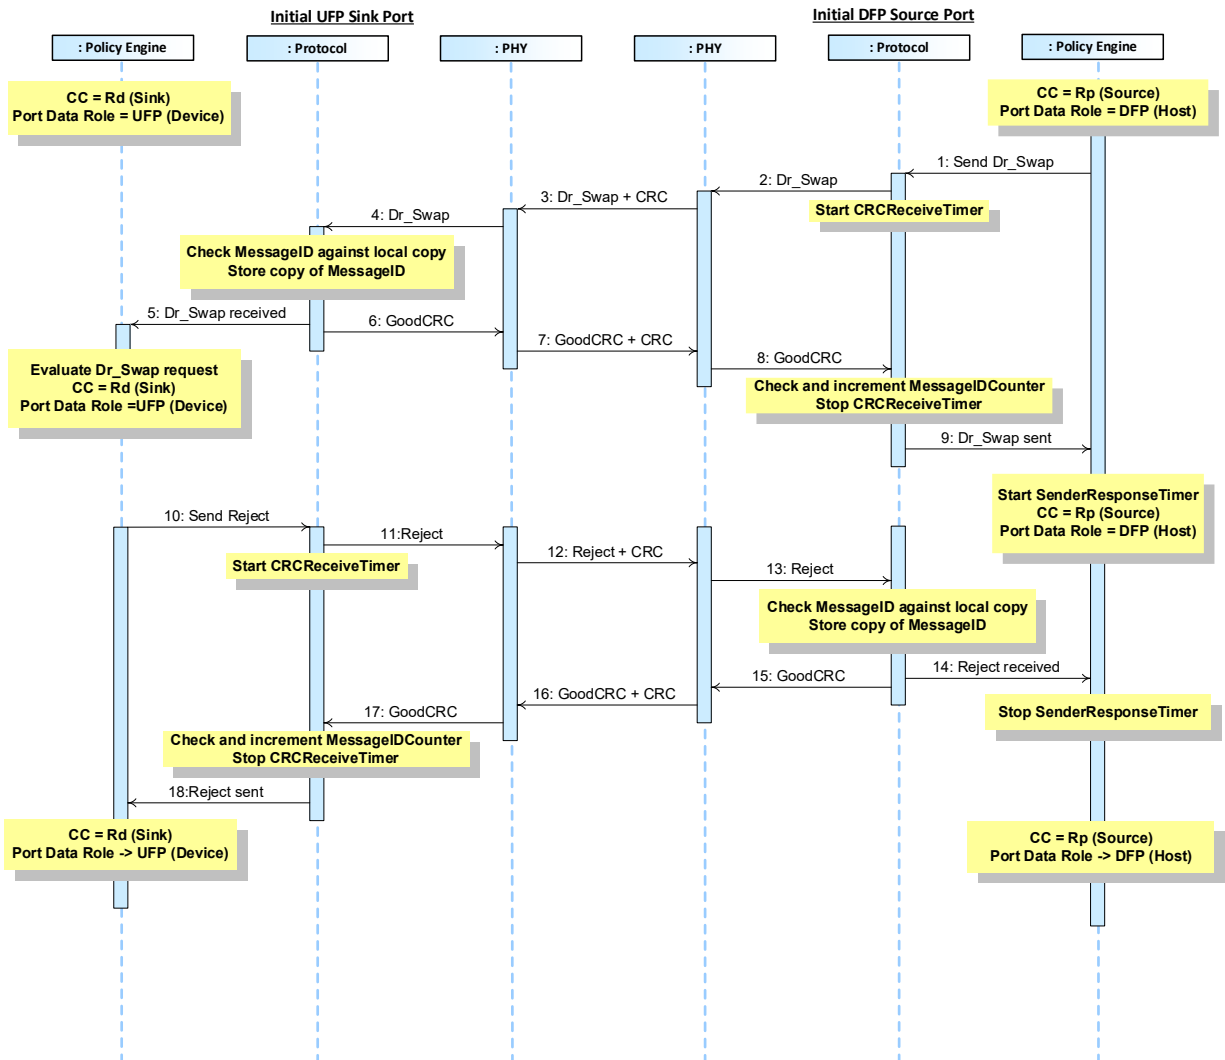 Initial UFP Sink Port
Initial DFP Source Port
: Policy Engine
: Protocol
: PHY
: PHY
: Protocol
: Policy Engine
CC = Rd (Sink)
Port Data Role = UFP (Device)
CC = Rp (Source)
Port Data Role = DFP (Host)
1: Send Dr_Swap
2: Dr_Swap
Start CRCReceiveTimer
3: Dr_Swap + CRC
4: Dr_Swap
Check MessageID against local copy
Store copy of MessageID
5: Dr_Swap received
6: GoodCRC
7: GoodCRC + CRC
8: GoodCRC
Evaluate Dr_Swap request
CC = Rd (Sink)
Port Data Role =UFP (Device)
Check and increment MessageIDCounter
Stop CRCReceiveTimer
9: Dr_Swap sent
Start SenderResponseTimer
CC = Rp (Source)
Port Data Role = DFP (Host)
10: Send Reject
11:Reject
Start CRCReceiveTimer
12: Reject + CRC
13: Reject
Check MessageID against local copy
Store copy of MessageID
14: Reject received
15: GoodCRC
16: GoodCRC + CRC
17: GoodCRC
Stop SenderResponseTimer
Check and increment MessageIDCounter
Stop CRCReceiveTimer
18:Reject sent
CC = Rd (Sink)
Port Data Role -> UFP (Device)
CC = Rp (Source)
Port Data Role -> DFP (Host)